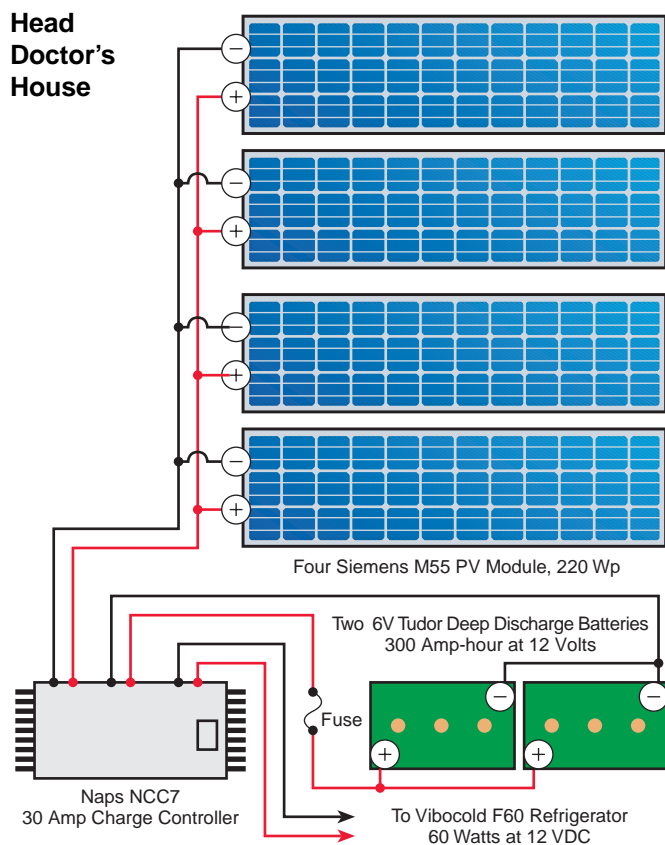 Head
Doctor's
House
−
+
−
+
−
+
−
+
Four Siemens M55 PV Module, 220 Wp
Two 6V Tudor Deep Discharge Batteries
300 Amp-hour at 12 Volts
−
−
Fuse
+
+
Naps NCC7
30 Amp Charge Controller
To Vibocold F60 Refrigerator
60 Watts at 12 VDC